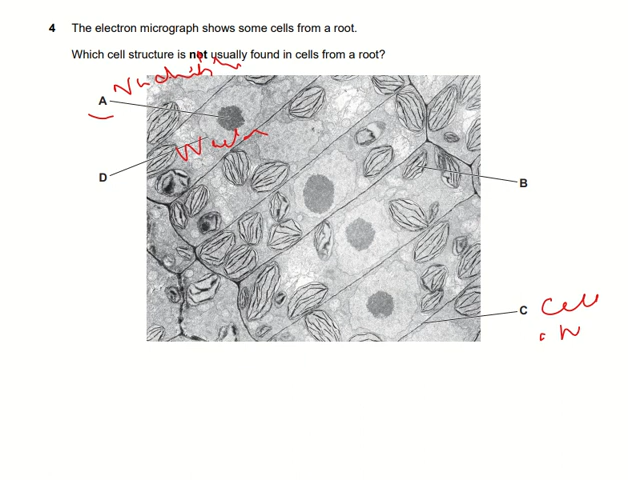 4 The electron micrograph shows some cells from a root.
Which cell structure is not usually found in cells from a root?
A
D
B
C
Cell